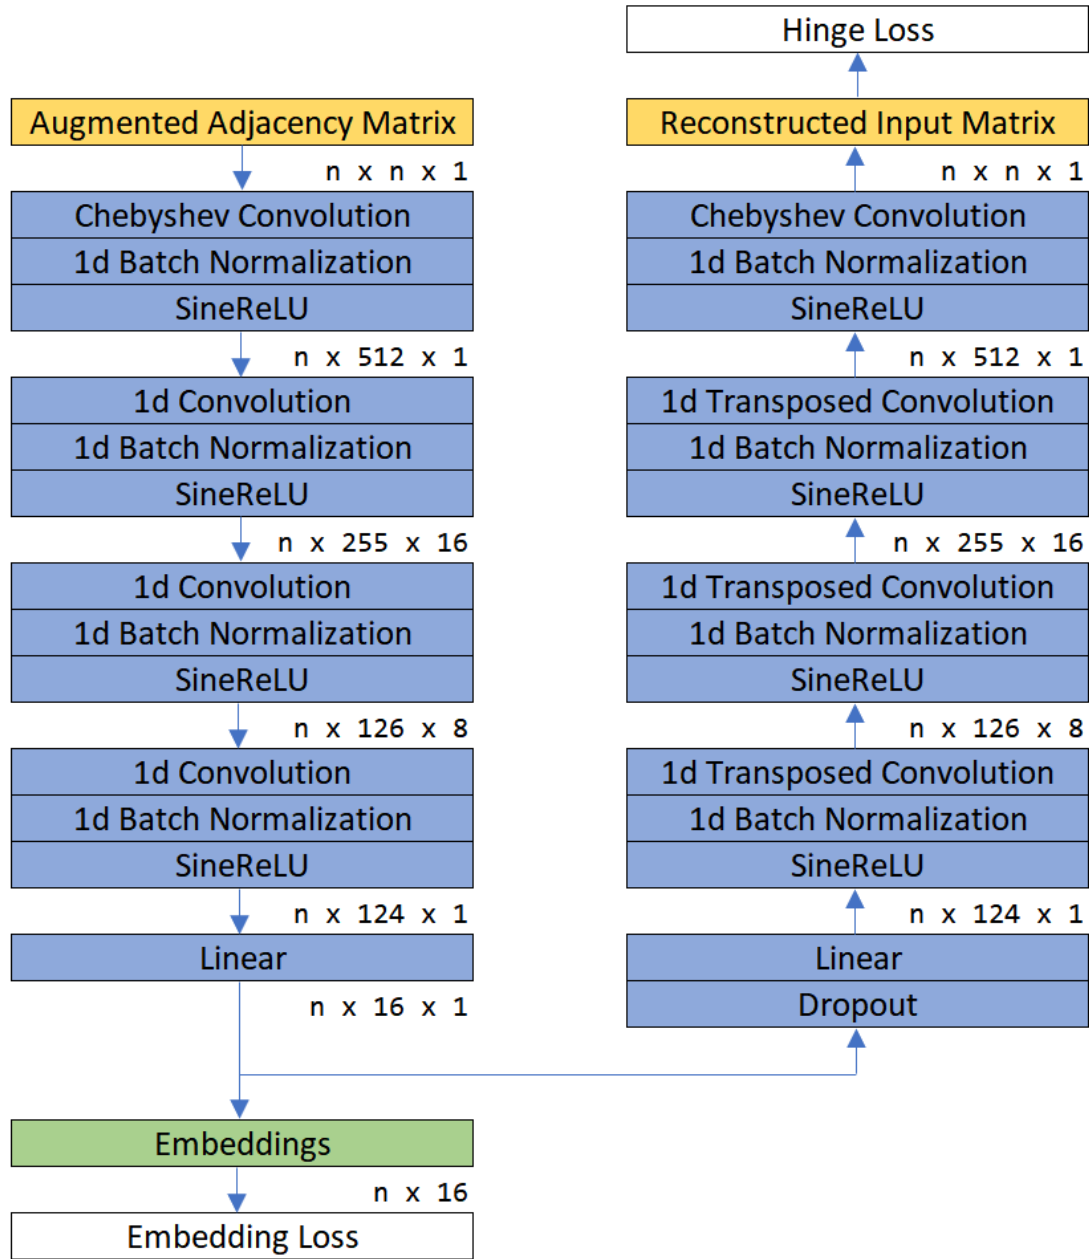 Augmented Adjacency Matrix
n x n x 1
Chebyshev Convolution
1d Batch Normalization
SineReLU
n x 512 x 1
1d Convolution
1d Batch Normalization
SineReLU
n x 255 x 16
1d Convolution
1d Batch Normalization
SineReLU
n x 126 x 8
1d Convolution
1d Batch Normalization
SineReLU
n x 124 x 1
Linear
n x 16 x 1
Embeddings
n x 16
Embedding Loss
Hinge Loss
Reconstructed Input Matrix
n x n x 1
Chebyshev Convolution
1d Batch Normalization
SineReLU
n x 512 x 1
1d Transposed Convolution
1d Batch Normalization
SineReLU
n x 255 x 16
1d Transposed Convolution
1d Batch Normalization
SineReLU
n x 126 x 8
1d Transposed Convolution
1d Batch Normalization
SineReLU
n x 124 x 1
Linear
Dropout